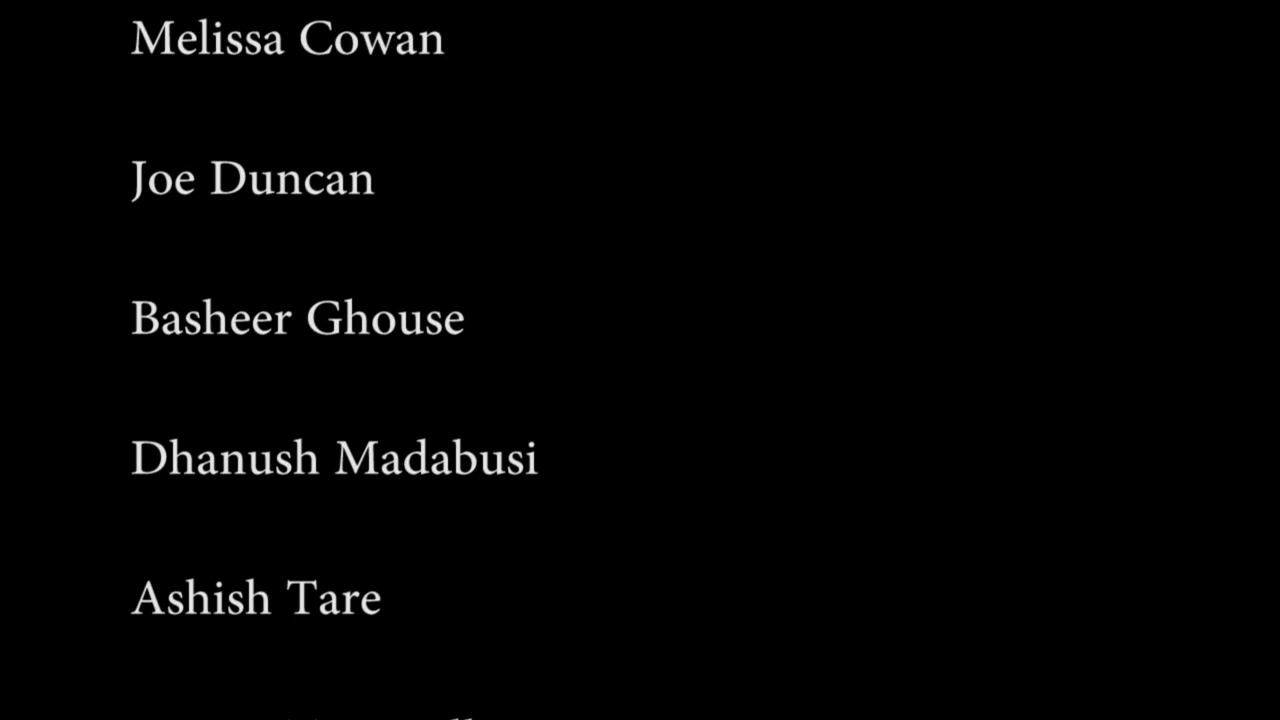 Melissa Cowan
Joe Duncan
Basheer Ghouse
Dhanush Madabusi
Ashish Tare